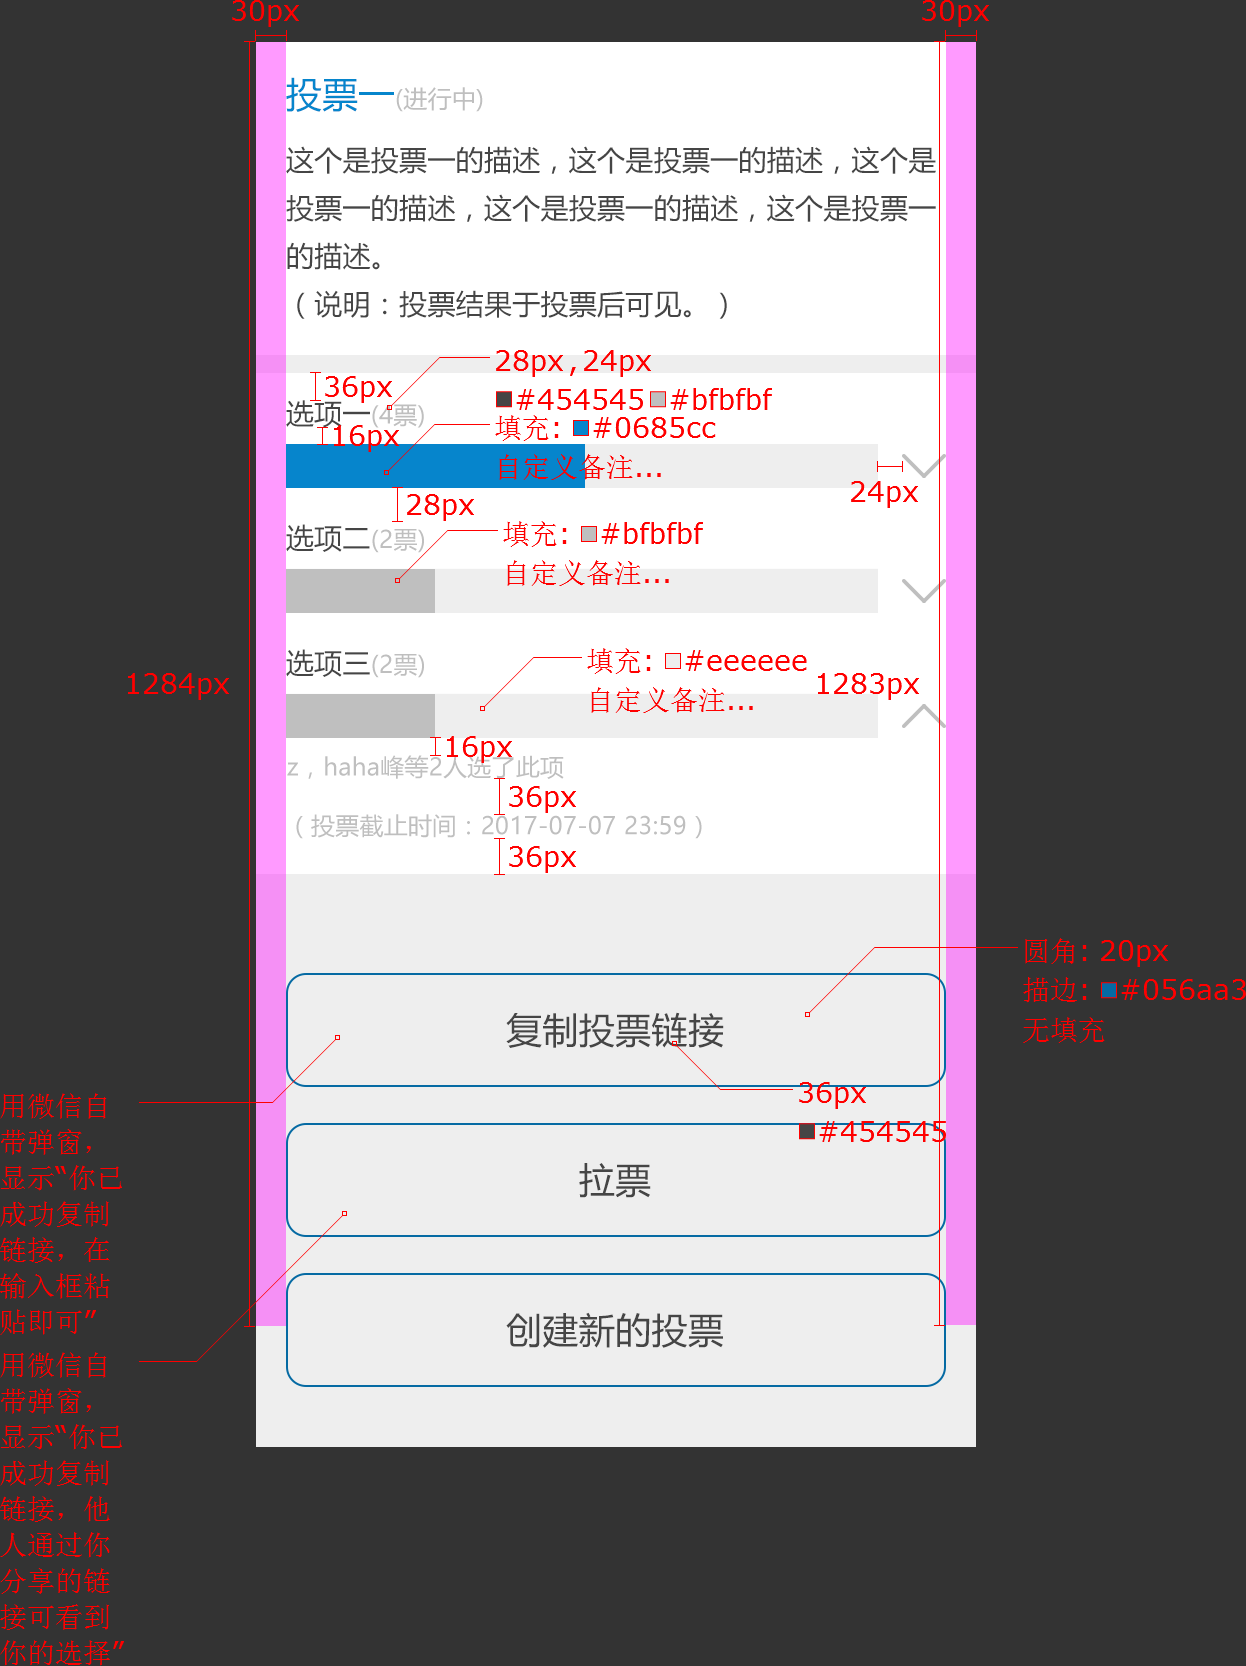 30px
30px
投票一(进行中)
这个是投票一的描述，这个是投票一的描述，这个是
投票一的描述，这个是投票一的描述，这个是投票一
的描述。
（说明：投票结果于投票后可见。）
28px,24px
36px
#454545 #bfbfbf
选项一(4票)
16px
填充: #0685cc
自定义备注...
24px
28px
选项二(2票)
填充: #bfbfbf
自定义备注...
选项三(2票)
填充: #eeeeee
1284px
1283px
自定义备注...
16px
z，haha峰等2人选了此项
36px
（投票截止时间：2017-07-07 23:59）
36px
圆角: 20px
描边: #056aa3
无填充
复制投票链接
36px
#454545
用微信自
带弹窗，
显示“你已
成功复制
链接，在
输入框粘
贴即可”
拉票
创建新的投票
用微信自
带弹窗，
显示“你已
成功复制
链接，他
人通过你
分享的链
接可看到
你的选择”